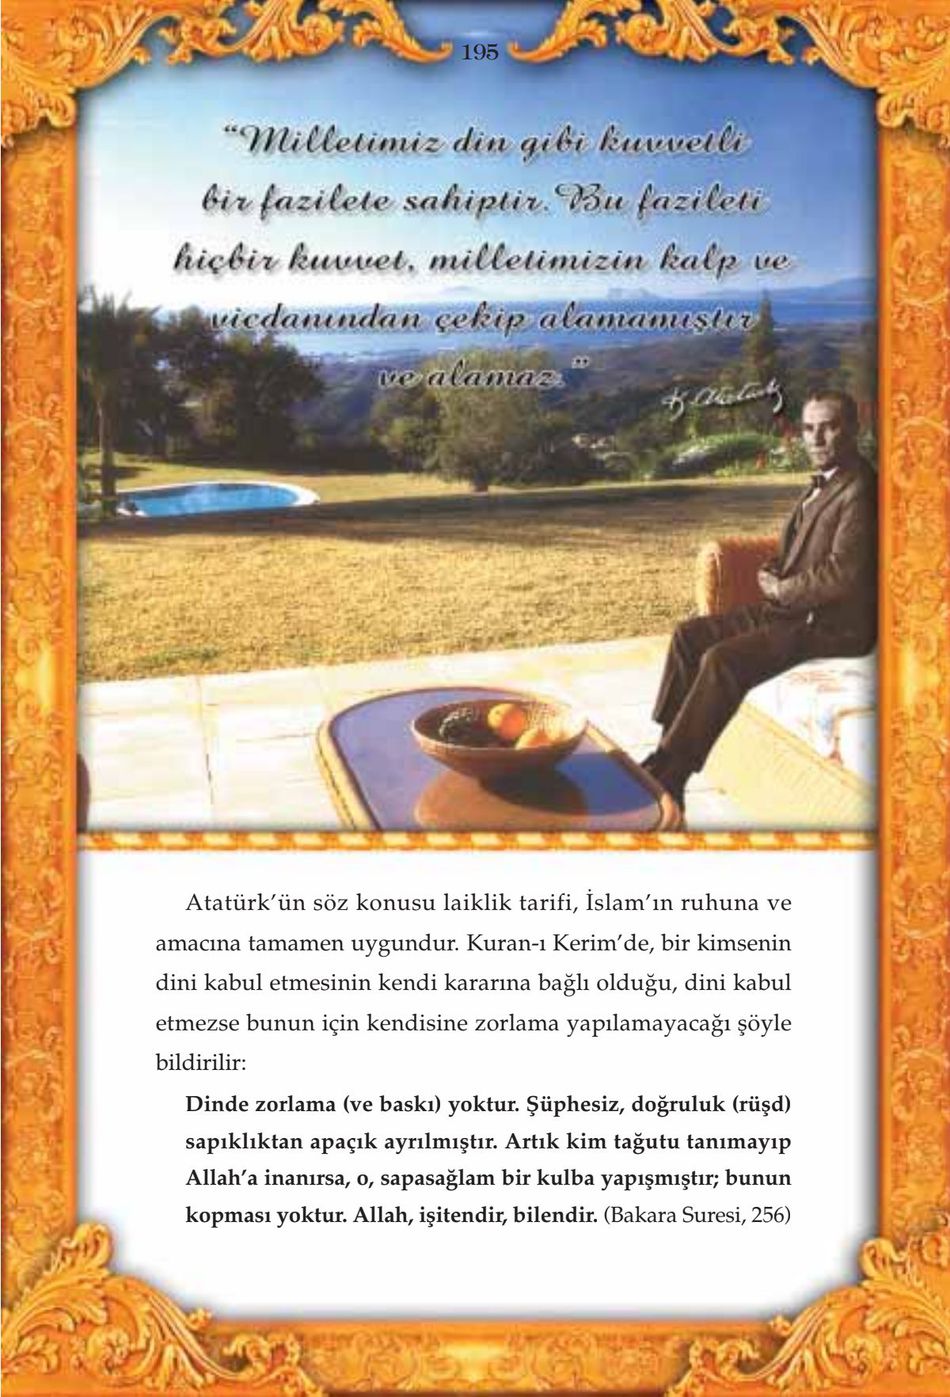 195
“Milletimiz din gibi kuvvetli
bir fazilete sahiptir. Bu fazileti
hiçbir kuvvet, milletimizin kalp ve
vicdanından çekip alamamıştır
ve alamaz.”
K. Atatürk
Atatürk’ün söz konusu laiklik tarifi, İslam’ın ruhuna ve
amacına tamamen uygundur. Kuran-ı Kerim’de, bir kimsenin
dini kabul etmesinin kendi kararına bağlı olduğu, dini kabul
etmezse bunun için kendisine zorlama yapılamayacağı şöyle
bildirilir:
Dinde zorlama (ve baskı) yoktur. Şüphesiz, doğruluk (rüşd)
sapıklıktan apaçık ayrılmıştır. Artık kim tağutu tanımayıp
Allah’a inanırsa, o, sapasağlam bir kulba yapışmıştır; bunun
kopması yoktur. Allah, işitendir, bilendir. (Bakara Suresi, 256)